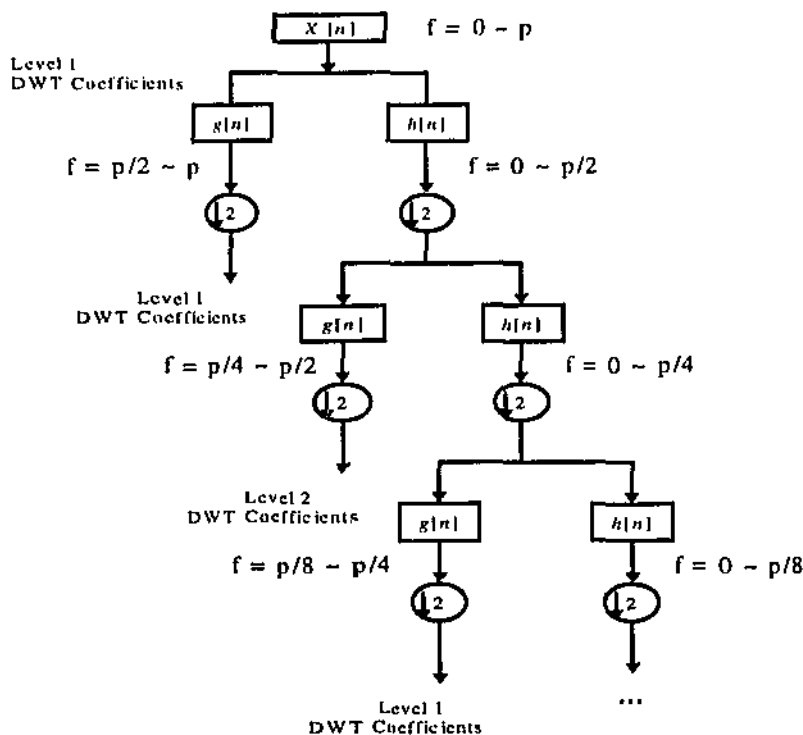 X [n]
f = 0 ~ p
Level 1
DWT Coefficients
g[n]
h[n]
f = p/2 ~ p
f = 0 ~ p/2
2
2
Level 1
DWT Coefficients
g[n]
h[n]
f = p/4 ~ p/2
f = 0 ~ p/4
2
2
Level 2
DWT Coefficients
g[n]
h[n]
f = p/8 ~ p/4
f = 0 ~ p/8
2
2
...
Level 1
DWT Coefficients